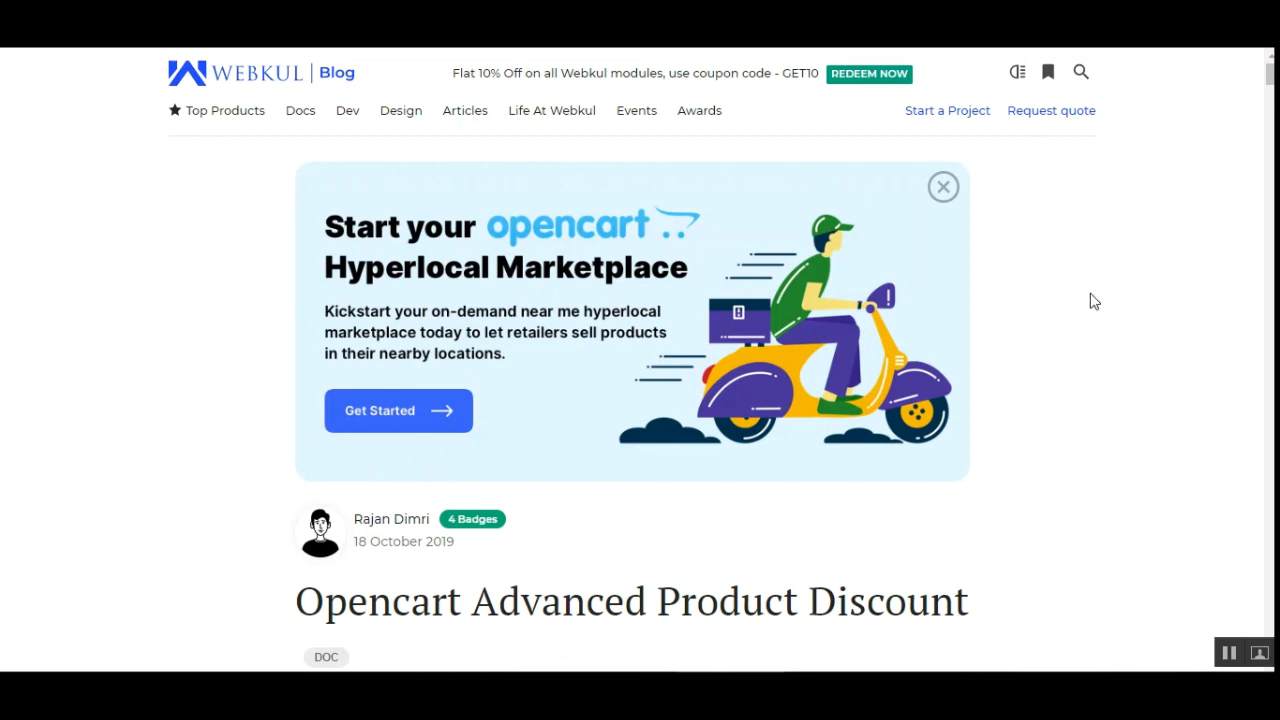 WEBKUL | Blog
Flat 10% Off on all Webkul modules, use coupon code - GET10 REDEEM NOW
Top Products Docs Dev Design Articles Life At Webkul Events Awards Start a Project Request quote
Start your opencart
Hyperlocal Marketplace
Kickstart your on-demand near me hyperlocal
marketplace today to let retailers sell products
in their nearby locations.
Get Started
Rajan Dimri 4 Badges
18 October 2019
Opencart Advanced Product Discount
DOC